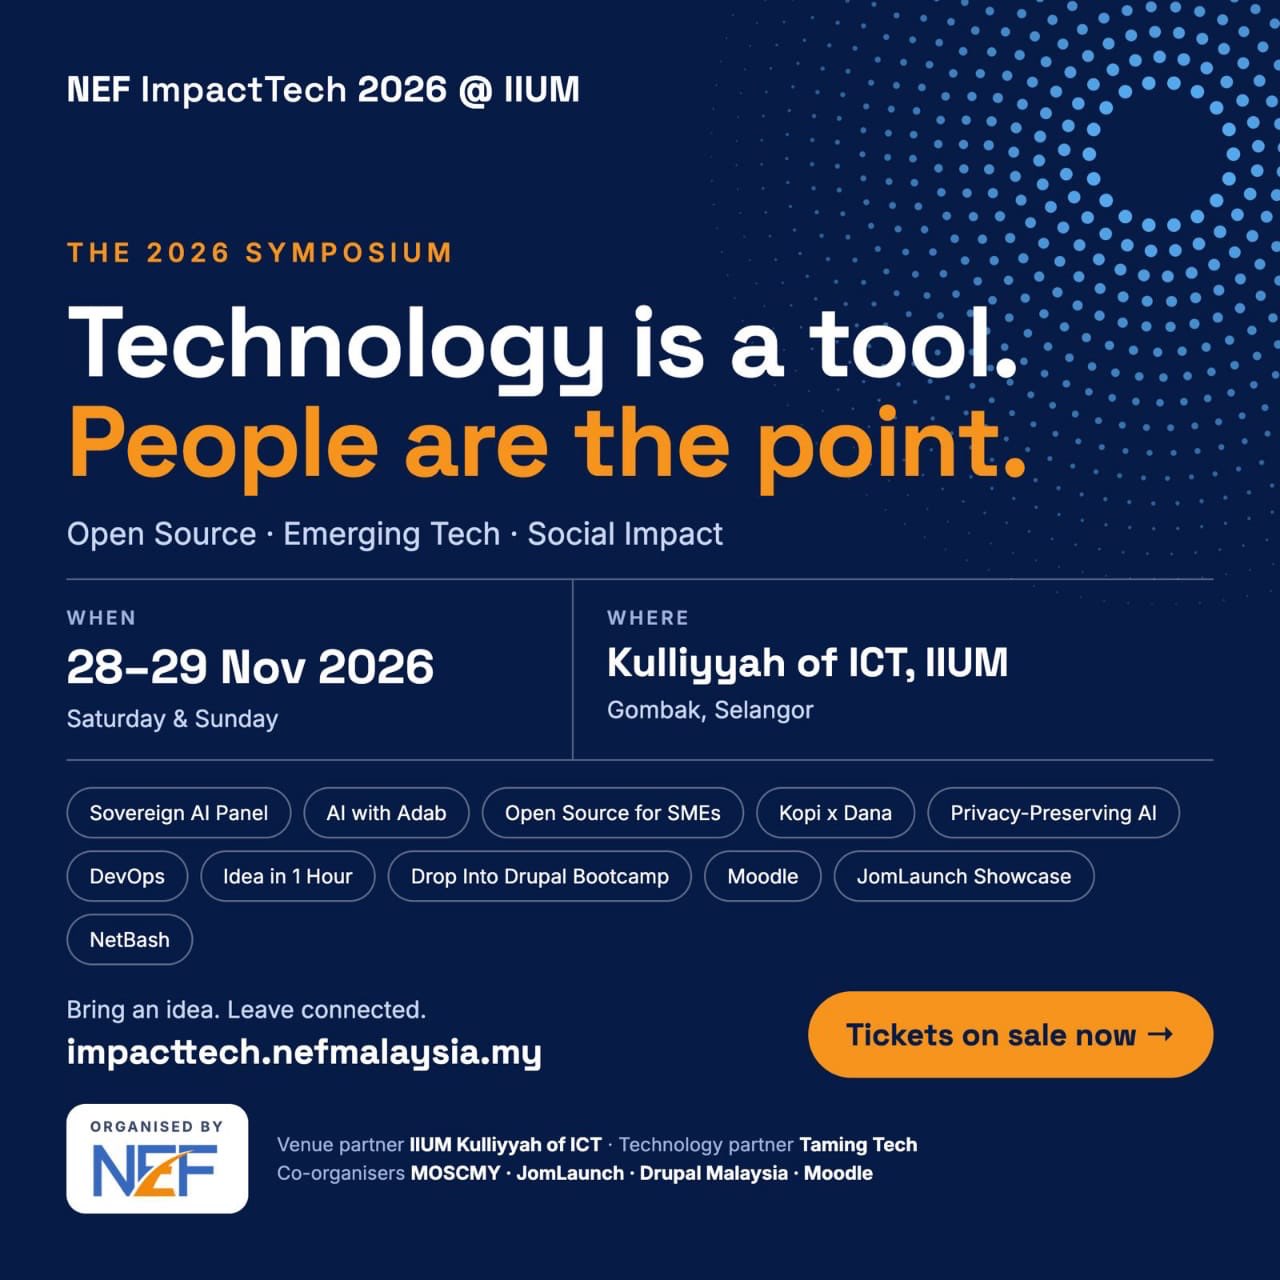 NEF ImpactTech 2026 @ IIUM
THE 2026 SYMPOSIUM
Technology is a tool.
People are the point.
Open Source · Emerging Tech · Social Impact
WHEN
28–29 Nov 2026
Saturday & Sunday
WHERE
Kulliyyah of ICT, IIUM
Gombak, Selangor
Sovereign AI Panel
AI with Adab
Open Source for SMEs
Kopi x Dana
Privacy-Preserving AI
DevOps
Idea in 1 Hour
Drop Into Drupal Bootcamp
Moodle
JomLaunch Showcase
NetBash
Bring an idea. Leave connected.
impacttech.nefmalaysia.my
Tickets on sale now →
ORGANISED BY
NEF
Venue partner IIUM Kulliyyah of ICT · Technology partner Taming Tech
Co-organisers MOSCMY · JomLaunch · Drupal Malaysia · Moodle